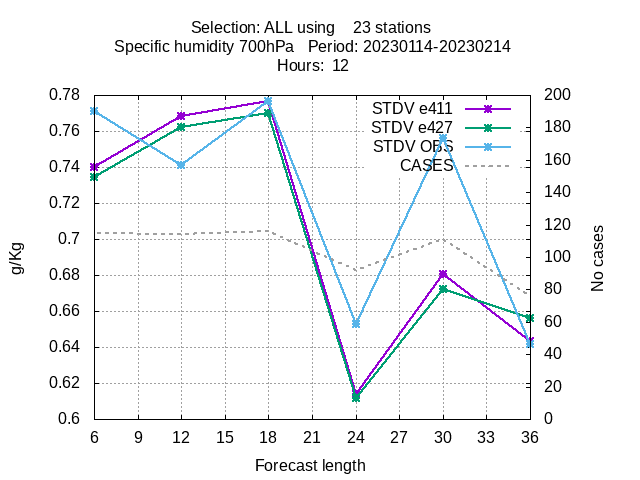 Selection: ALL using    23 stations
Specific humidity 700hPa   Period: 20230114-20230214
Hours:  12
0.78
0.76
0.74
0.72
0.7
0.68
0.66
0.64
0.62
0.6
g/Kg
STDV e411
STDV e427
STDV OBS
CASES
200
180
160
140
120
100
80
60
40
20
0
No cases
6 9 12 15 18 21 24 27 30 33 36
Forecast length